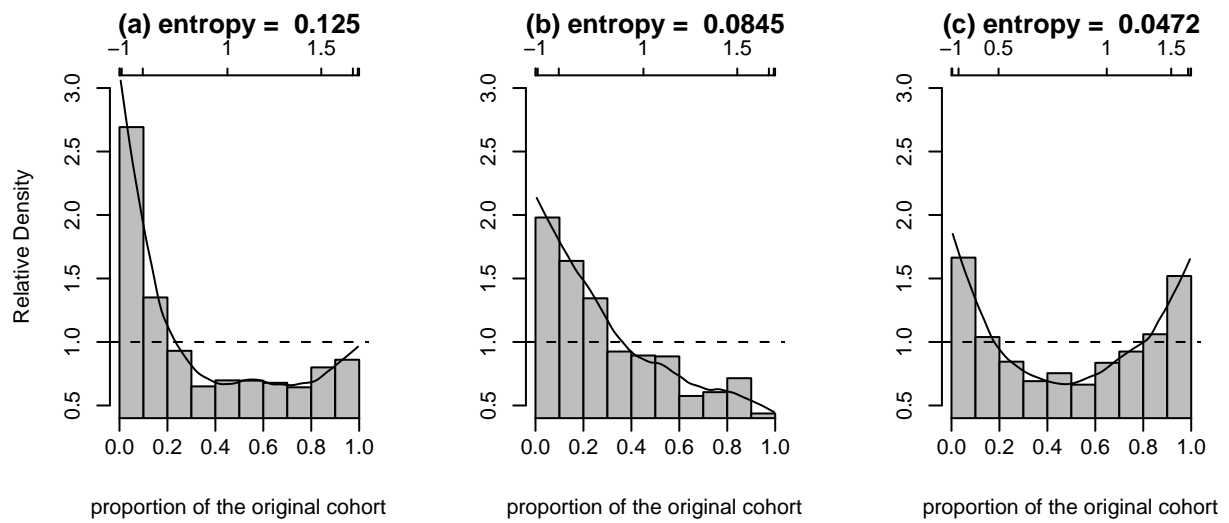 (a) entropy = 0.125
−1 1 1.5
3.0
2.5
2.0
1.5
1.0
0.5
Relative Density
0.0 0.2 0.4 0.6 0.8 1.0
proportion of the original cohort
(b) entropy = 0.0845
−1 1 1.5
3.0
2.5
2.0
1.5
1.0
0.5
0.0 0.2 0.4 0.6 0.8 1.0
proportion of the original cohort
(c) entropy = 0.0472
−1 0.5 1 1.5
3.0
2.5
2.0
1.5
1.0
0.5
0.0 0.2 0.4 0.6 0.8 1.0
proportion of the original cohort